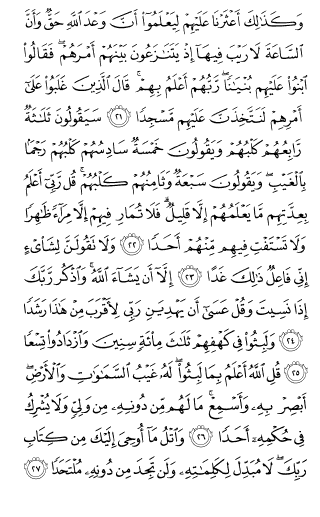 وَكَذَٰلِكَ أَعْثَرْنَا عَلَيْهِمْ لِيَعْلَمُوٓا۟ أَنَّ وَعْدَ ٱللَّهِ حَقٌّ وَأَنَّ
ٱلسَّاعَةَ لَا رَيْبَ فِيهَآ إِذْ يَتَنَٰزَعُونَ بَيْنَهُمْ أَمْرَهُمْ ۖ فَقَالُوا۟
ٱبْنُوا۟ عَلَيْهِم بُنْيَٰنًا ۖ رَّبُّهُمْ أَعْلَمُ بِهِمْ ۚ قَالَ ٱلَّذِينَ غَلَبُوا۟ عَلَىٰٓ
أَمْرِهِمْ لَنَتَّخِذَنَّ عَلَيْهِم مَّسْجِدًا ٢١ سَيَقُولُونَ ثَلَٰثَةٌ
رَّابِعُهُمْ كَلْبُهُمْ وَيَقُولُونَ خَمْسَةٌ سَادِسُهُمْ كَلْبُهُمْ رَجْمًۢا
بِٱلْغَيْبِ ۖ وَيَقُولُونَ سَبْعَةٌ وَثَامِنُهُمْ كَلْبُهُمْ ۚ قُل رَّبِّىٓ أَعْلَمُ
بِعِدَّتِهِم مَّا يَعْلَمُهُمْ إِلَّا قَلِيلٌ ۗ فَلَا تُمَارِ فِيهِمْ إِلَّا مِرَآءً ظَٰهِرًا
وَلَا تَسْتَفْتِ فِيهِم مِّنْهُمْ أَحَدًا ٢٢ وَلَا تَقُولَنَّ لِشَا۟ىْءٍ
إِنِّى فَاعِلٌ ذَٰلِكَ غَدًا ٢٣ إِلَّآ أَن يَشَآءَ ٱللَّهُ ۚ وَٱذْكُر رَّبَّكَ
إِذَا نَسِيتَ وَقُلْ عَسَىٰٓ أَن يَهْدِيَنِ رَبِّى لِأَقْرَبَ مِنْ هَٰذَا رَشَدًا
٢٤ وَلَبِثُوا۟ فِى كَهْفِهِمْ ثَلَٰثَ مِا۟ئَةٍ سِنِينَ وَٱزْدَادُوا۟ تِسْعًا
٢٥ قُلِ ٱللَّهُ أَعْلَمُ بِمَا لَبِثُوا۟ ۖ لَهُۥ غَيْبُ ٱلسَّمَٰوَٰتِ وَٱلْأَرْضِ ۖ
أَبْصِرْ بِهِۦ وَأَسْمِعْ ۚ مَا لَهُم مِّن دُونِهِۦ مِن وَلِىٍّ وَلَا يُشْرِكُ
فِى حُكْمِهِۦٓ أَحَدًا ٢٦ وَٱتْلُ مَآ أُوحِىَ إِلَيْكَ مِن كِتَابِ
رَبِّكَ ۖ لَا مُبَدِّلَ لِكَلِمَٰتِهِۦ وَلَن تَجِدَ مِن دُونِهِۦ مُلْتَحَدًا ٢٧